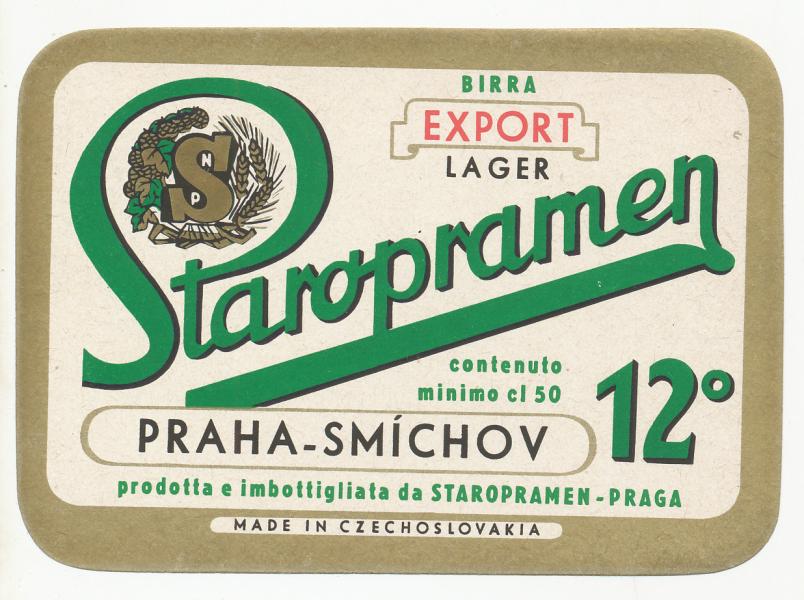 BIRRA
EXPORT
LAGER
N
S
P
Staropramen
contenuto
minimo cl 50
12°
PRAHA-SMÍCHOV
prodotta e imbottigliata da STAROPRAMEN-PRAGA
MADE IN CZECHOSLOVAKIA